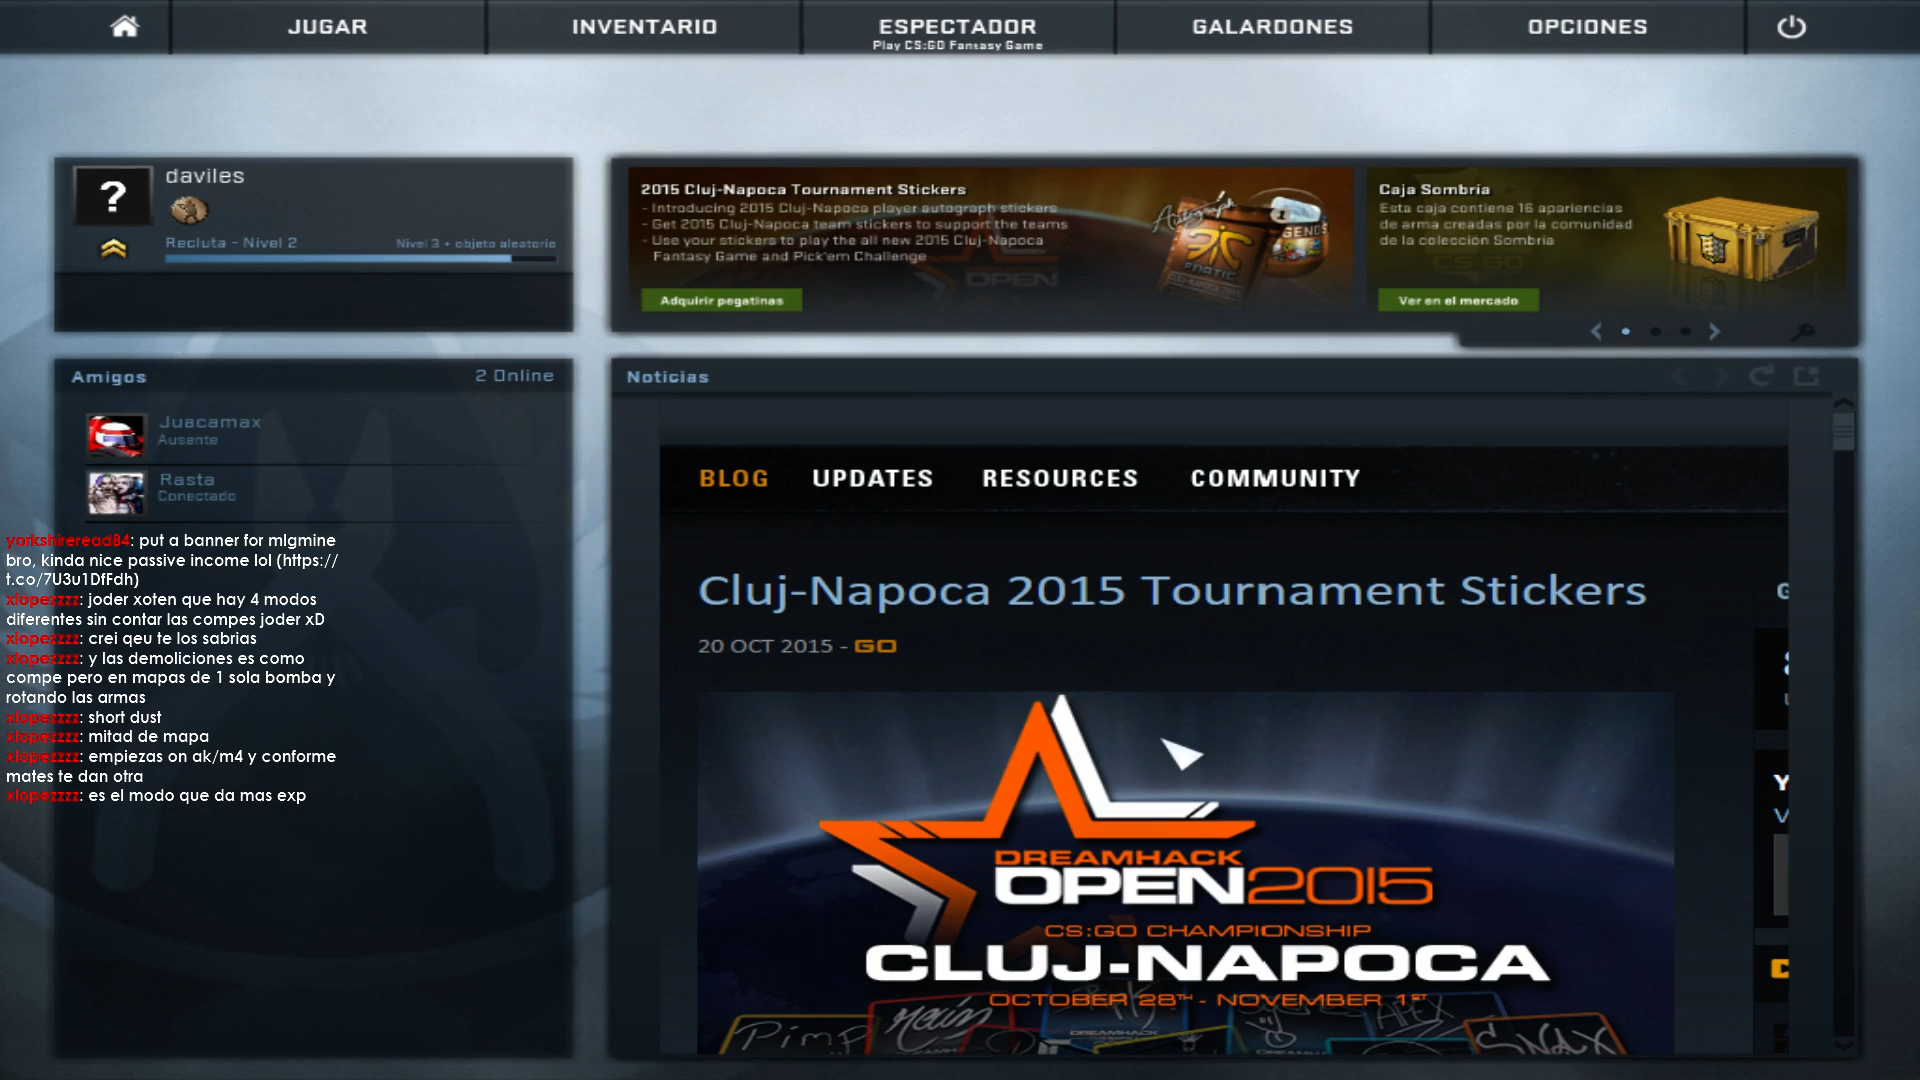 JUGAR
INVENTARIO
ESPECTADOR
Play CS:GO Fantasy Game
GALARDONES
OPCIONES
?
daviles
Recluta - Nivel 2
Nivel 3 + objeto aleatorio
2015 Cluj-Napoca Tournament Stickers
- Introducing 2015 Cluj-Napoca player autograph stickers
- Get 2015 Cluj-Napoca team stickers to support the teams
- Use your stickers to play the all new 2015 Cluj-Napoca
Fantasy Game and Pick'em Challenge
OPEN
Autograph
FNATIC
Adquirir pegatinas
Caja Sombría
Esta caja contiene 16 apariencias
de arma creadas por la comunidad
de la colección Sombría
CS:GO
Ver en el mercado
Amigos
2 Online
Juacamax
Ausente
Rasta
Conectado
yorkshireread84: put a banner for mlgmine
bro, kinda nice passive income lol (https://
t.co/7U3u1DfFdh)
xlopezzzz: joder xoten que hay 4 modos
diferentes sin contar las compes joder xD
xlopezzzz: crei qeu te los sabrias
xlopezzzz: y las demoliciones es como
compe pero en mapas de 1 sola bomba y
rotando las armas
xlopezzzz: short dust
xlopezzzz: mitad de mapa
xlopezzzz: empiezas on ak/m4 y conforme
mates te dan otra
xlopezzzz: es el modo que da mas exp
Noticias
BLOG
UPDATES
RESOURCES
COMMUNITY
Cluj-Napoca 2015 Tournament Stickers
20 OCT 2015 - GO
DREAMHACK
OPEN2015
CS:GO CHAMPIONSHIP
CLUJ-NAPOCA
OCTOBER 28TH - NOVEMBER 1ST
Pimp
APEX
SNAX